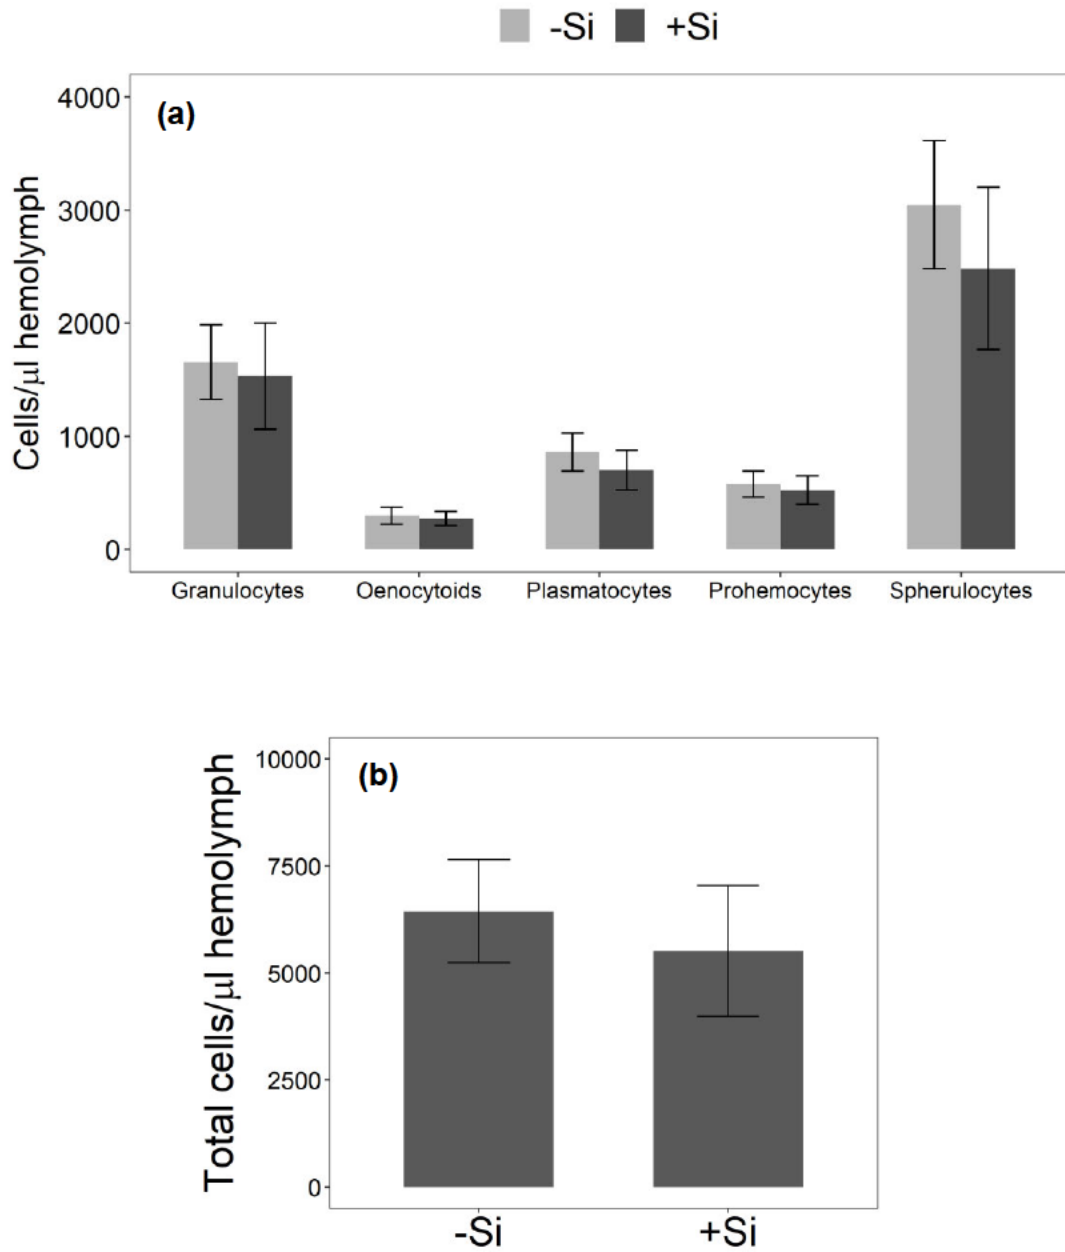 -Si +Si
(a)
Cells/μl hemolymph
4000
3000
2000
1000
0
Granulocytes Oenocytoids Plasmatocytes Prohemocytes Spherulocytes
(b)
Total cells/μl hemolymph
10000
7500
5000
2500
0
-Si +Si